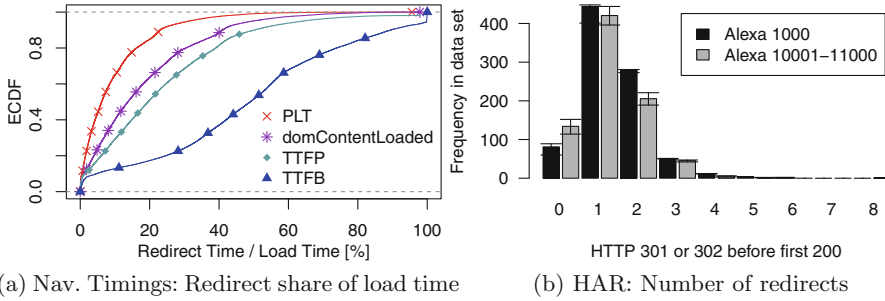 ECDF
0.0 0.4 0.8
PLT
domContentLoaded
TTFP
TTFB
0 20 40 60 80 100
Redirect Time / Load Time [%]
(a) Nav. Timings: Redirect share of load time
Frequency in data set
0 100 200 300 400
Alexa 1000
Alexa 10001−11000
0 1 2 3 4 5 6 7 8
HTTP 301 or 302 before first 200
(b) HAR: Number of redirects